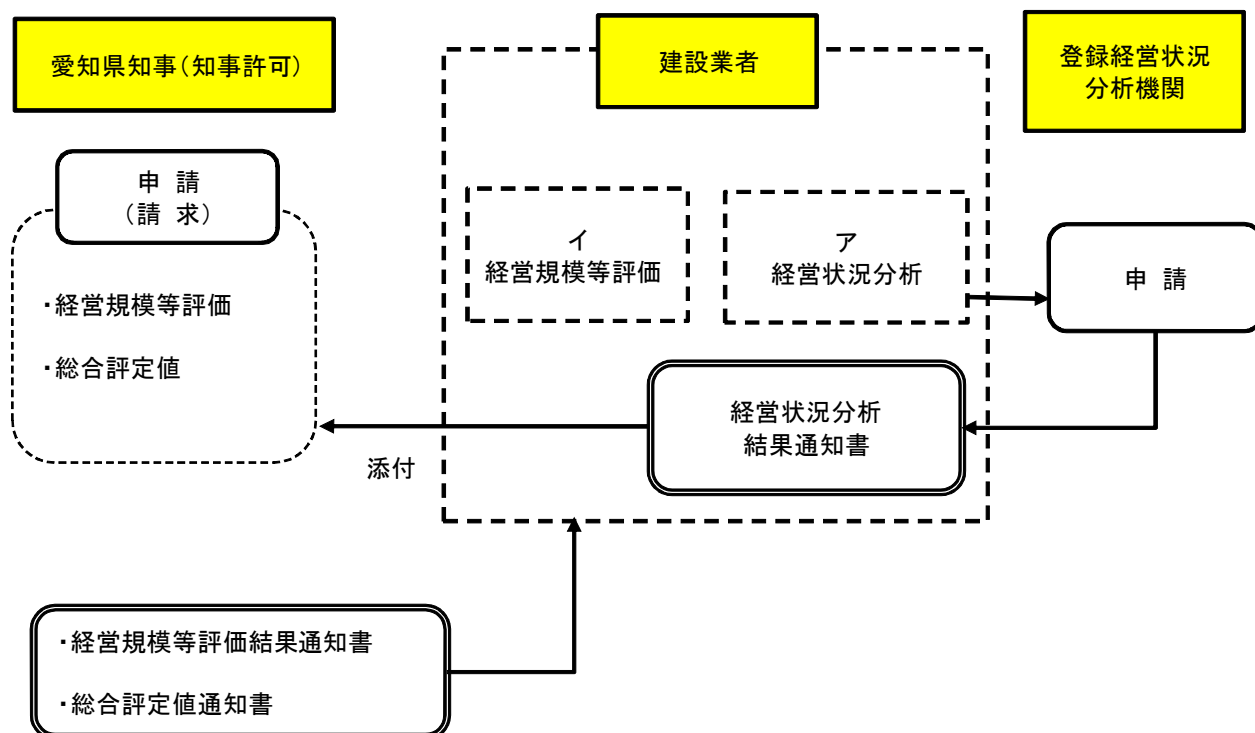 愛知県知事（知事許可）
建設業者
登録経営状況
分析機関
申 請
（請 求）
・経営規模等評価
・総合評定値
イ
経営規模等評価
ア
経営状況分析
申 請
経営状況分析
結果通知書
添付
・経営規模等評価結果通知書
・総合評定値通知書